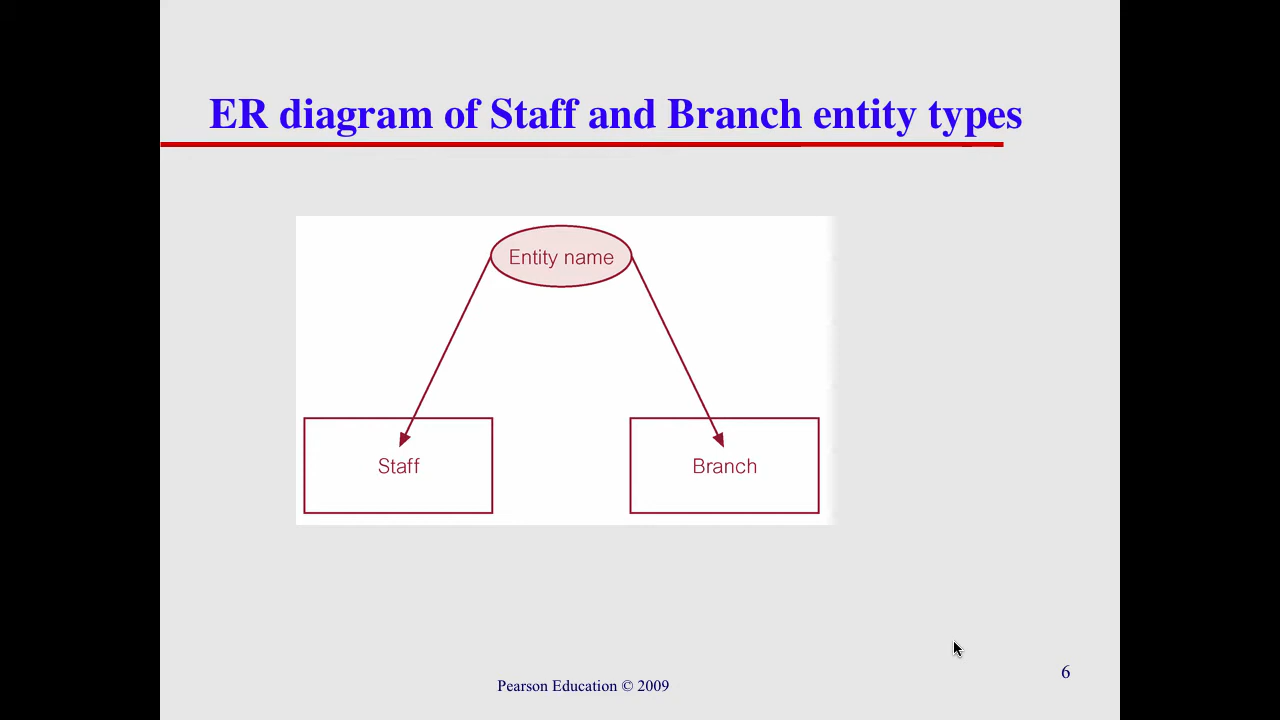 ER diagram of Staff and Branch entity types
Entity name
Staff
Branch
Pearson Education © 2009
6